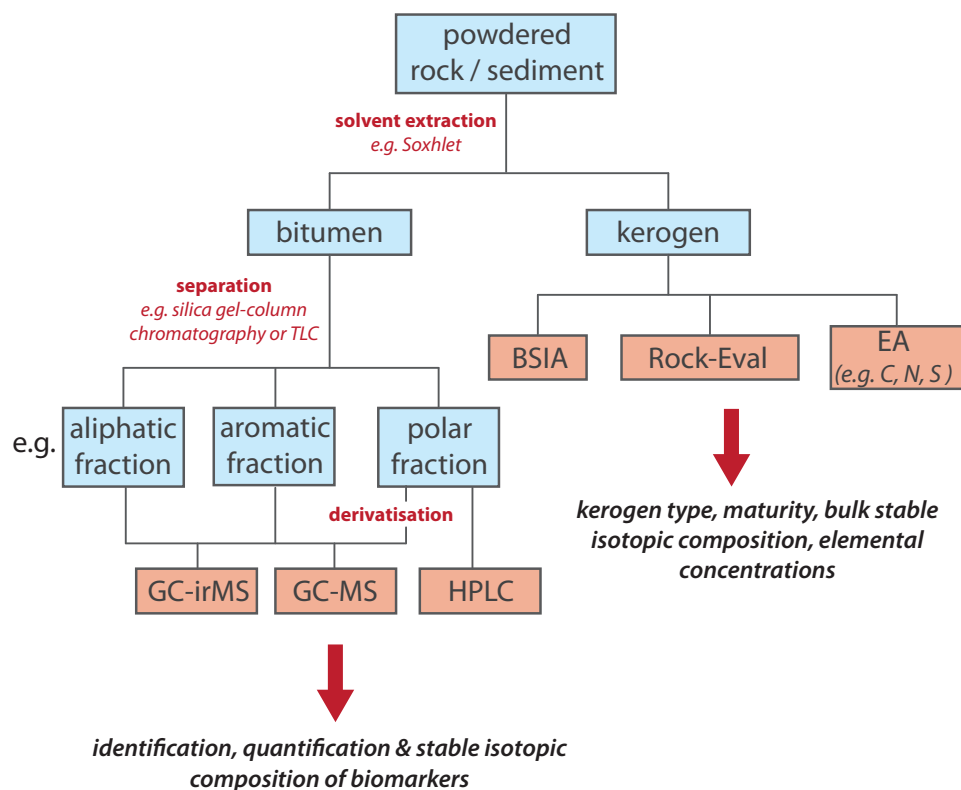 powdered
rock / sediment
solvent extraction
e.g. Soxhlet
bitumen
kerogen
separation
e.g. silica gel-column
chromatography or TLC
BSIA
Rock-Eval
EA
(e.g. C, N, S )
e.g.
aliphatic
fraction
aromatic
fraction
polar
fraction
derivatisation
kerogen type, maturity, bulk stable
isotopic composition, elemental
concentrations
GC-irMS
GC-MS
HPLC
identification, quantification & stable isotopic
composition of biomarkers